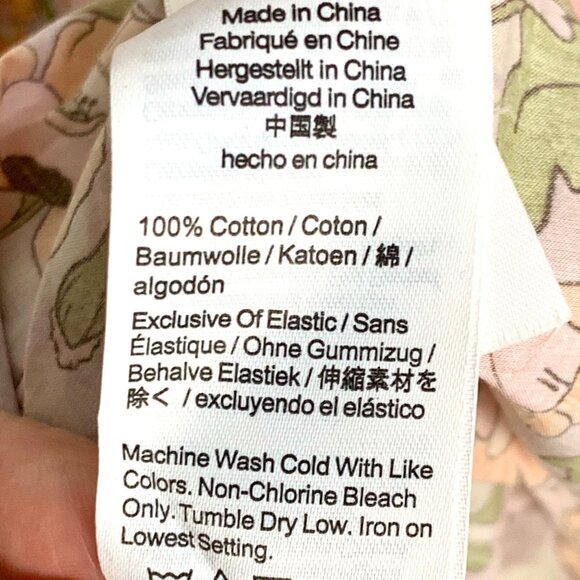 Made in China
Fabriqué en Chine
Hergestellt in China
Vervaardigd in China
中国製
hecho en china
100% Cotton / Coton /
Baumwolle / Katoen / 綿 /
algodón
Exclusive Of Elastic / Sans
Élastique / Ohne Gummizug /
Behalve Elastiek / 伸縮素材を
除く / excluyendo el elástico
Machine Wash Cold With Like
Colors. Non-Chlorine Bleach
Only. Tumble Dry Low. Iron on
Lowest Setting.